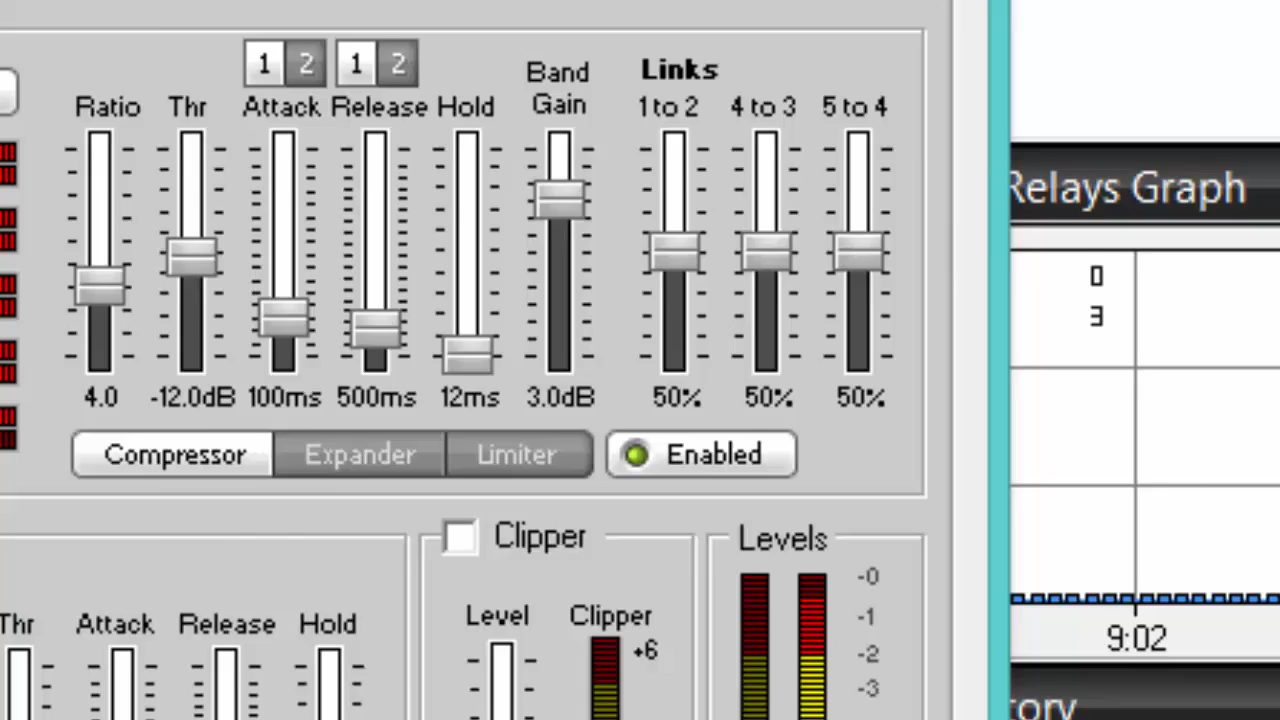 1 2 1 2
Band
Links
Ratio Thr Attack Release Hold Gain 1 to 2 4 to 3 5 to 4
Relays Graph
0
3
4.0 -12.0dB 100ms 500ms 12ms 3.0dB 50% 50% 50%
Compressor Expander Limiter Enabled
Clipper
Levels
-0
Thr Attack Release Hold
Level Clipper
-1
+6
-2
-3
9:02
tory